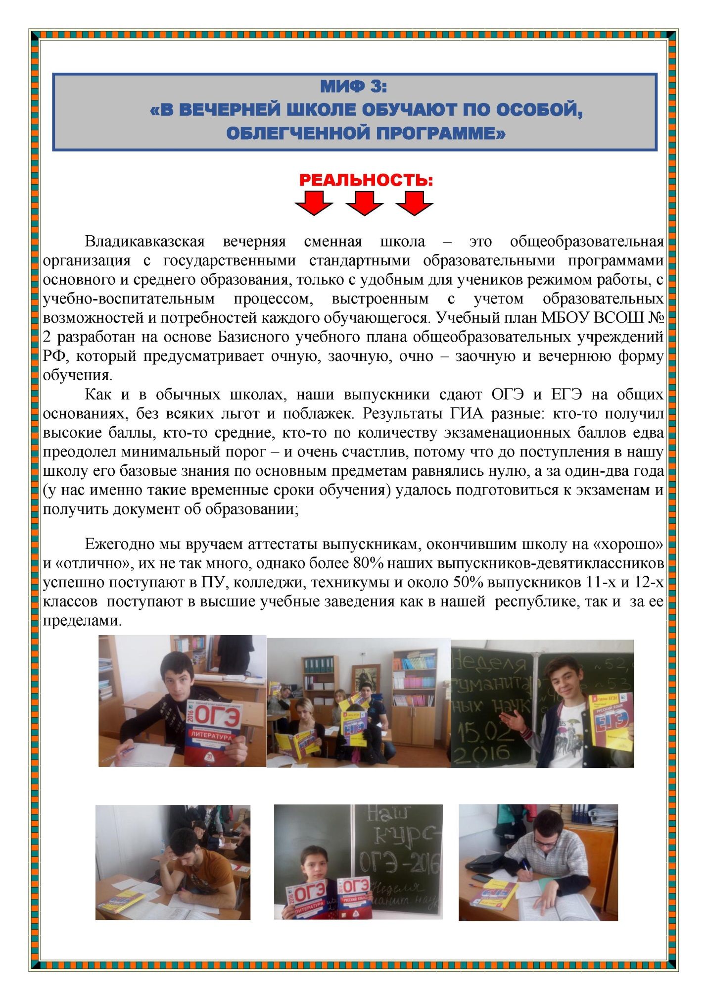 МИФ 3:
«В ВЕЧЕРНЕЙ ШКОЛЕ ОБУЧАЮТ ПО ОСОБОЙ,
ОБЛЕГЧЕННОЙ ПРОГРАММЕ»
РЕАЛЬНОСТЬ:
Владикавказская вечерняя сменная школа – это общеобразовательная
организация с государственными стандартными образовательными программами
основного и среднего образования, только с удобным для учеников режимом работы, с
учебно-воспитательным процессом, выстроенным с учетом образовательных
возможностей и потребностей каждого обучающегося. Учебный план МБОУ ВСОШ №
2 разработан на основе Базисного учебного плана общеобразовательных учреждений
РФ, который предусматривает очную, заочную, очно – заочную и вечернюю форму
обучения.
Как и в обычных школах, наши выпускники сдают ОГЭ и ЕГЭ на общих
основаниях, без всяких льгот и поблажек. Результаты ГИА разные: кто-то получил
высокие баллы, кто-то средние, кто-то по количеству экзаменационных баллов едва
преодолел минимальный порог – и очень счастлив, потому что до поступления в нашу
школу его базовые знания по основным предметам равнялись нулю, а за один-два года
(у нас именно такие временные сроки обучения) удалось подготовиться к экзаменам и
получить документ об образовании;
Ежегодно мы вручаем аттестаты выпускникам, окончившим школу на «хорошо»
и «отлично», их не так много, однако более 80% наших выпускников-девятиклассников
успешно поступают в ПУ, колледжи, техникумы и около 50% выпускников 11-х и 12-х
классов поступают в высшие учебные заведения как в нашей республике, так и за ее
пределами.
2016
ОГЭ
ЛИТЕРАТУРА
30
ЕГЭ
Неделя
гуманитар
ных наук
15.02
2016
№52,
№53
Я СДАМ ЕГЭ!
РУССКИЙ ЯЗЫК
ЕГЭ
ЕГЭ
Наш
курс-
ОГЭ-2016
Неделя
2016
ОГЭ
ЛИТЕРАТУРА
2016
ОГЭ
РУССКИЙ ЯЗЫК
ЕГЭ